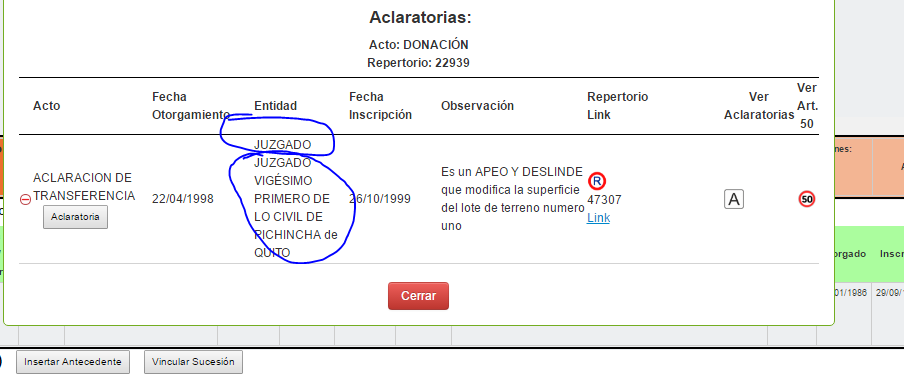 Aclaratorias:
Acto: DONACIÓN
Repertorio: 22939
Acto
Fecha
Otorgamiento
Entidad
Fecha
Inscripción
Observación
Repertorio
Link
Ver
Aclaratorias
Ver
Art.
50
ACLARACION DE
TRANSFERENCIA
Aclaratoria
22/04/1998
JUZGADO
JUZGADO
VIGÉSIMO
PRIMERO DE
LO CIVIL DE
PICHINCHA de
QUITO
26/10/1999
Es un APEO Y DESLINDE
que modifica la superficie
del lote de terreno numero
uno
R
47307
Link
A
50
Cerrar
nes:
A
orgado
Inscr
01/1986
29/09/
Insertar Antecedente
Vincular Sucesión